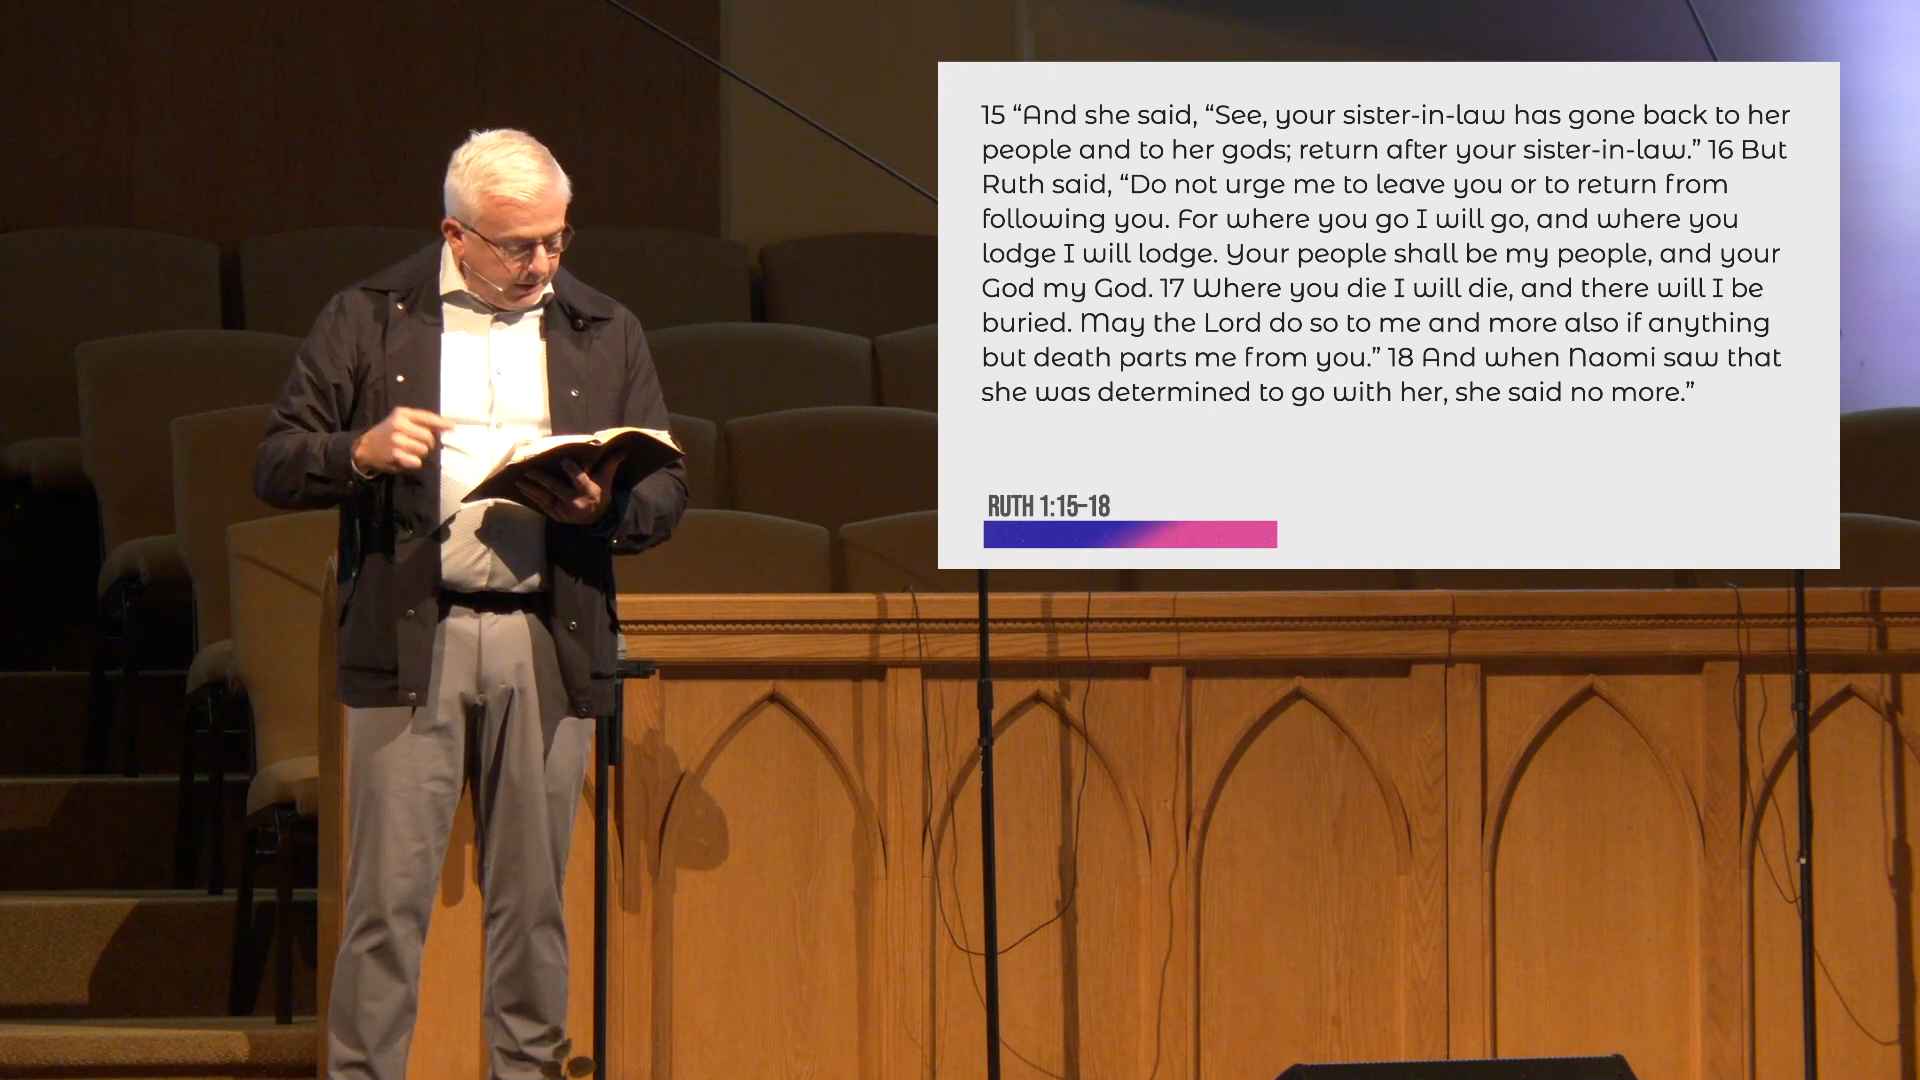 15 “And she said, “See, your sister-in-law has gone back to her
people and to her gods; return after your sister-in-law.” 16 But
Ruth said, “Do not urge me to leave you or to return from
following you. For where you go I will go, and where you
lodge I will lodge. Your people shall be my people, and your
God my God. 17 Where you die I will die, and there will I be
buried. May the Lord do so to me and more also if anything
but death parts me from you.” 18 And when Naomi saw that
she was determined to go with her, she said no more.”
RUTH 1:15–18